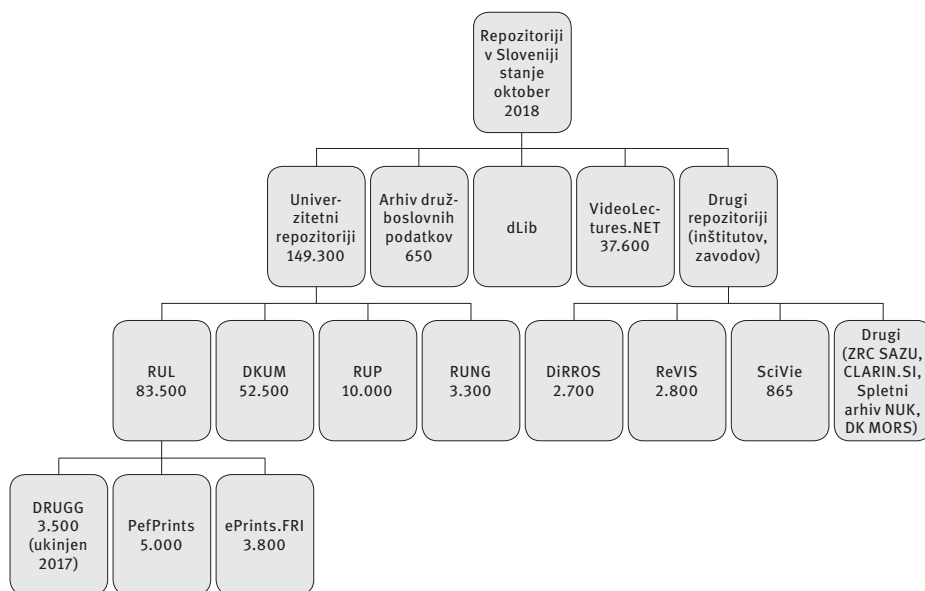 Repozitoriji
v Sloveniji
stanje
oktober
2018
Univer-
zitetni
repozitoriji
149.300
Arhiv druž-
boslovnih
podatkov
650
dLib
VideoLec-
tures.NET
37.600
Drugi
repozitoriji
(inštitutov,
zavodov)
RUL
83.500
DKUM
52.500
RUP
10.000
RUNG
3.300
DiRROS
2.700
ReVIS
2.800
SciVie
865
Drugi
(ZRC SAZU,
CLARIN.SI,
Spletni
arhiv NUK,
DK MORS)
DRUGG
3.500
(ukinjen
2017)
PefPrints
5.000
ePrints.FRI
3.800